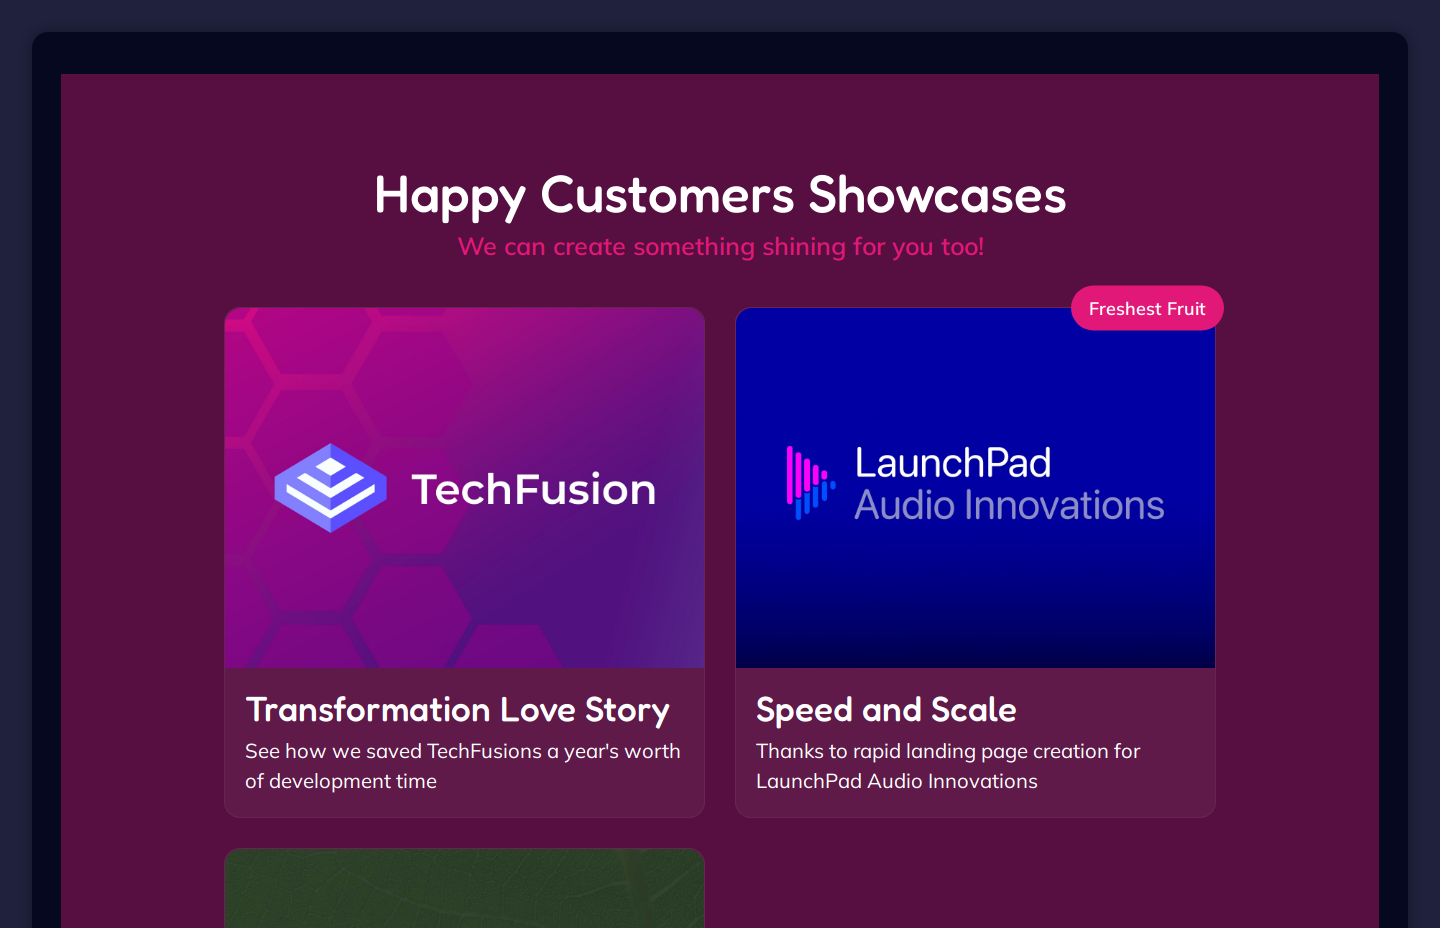 Happy Customers Showcases
We can create something shining for you too!
Freshest Fruit
TechFusion
LaunchPad
Audio Innovations
Transformation Love Story
See how we saved TechFusions a year's worth
of development time
Speed and Scale
Thanks to rapid landing page creation for
LaunchPad Audio Innovations